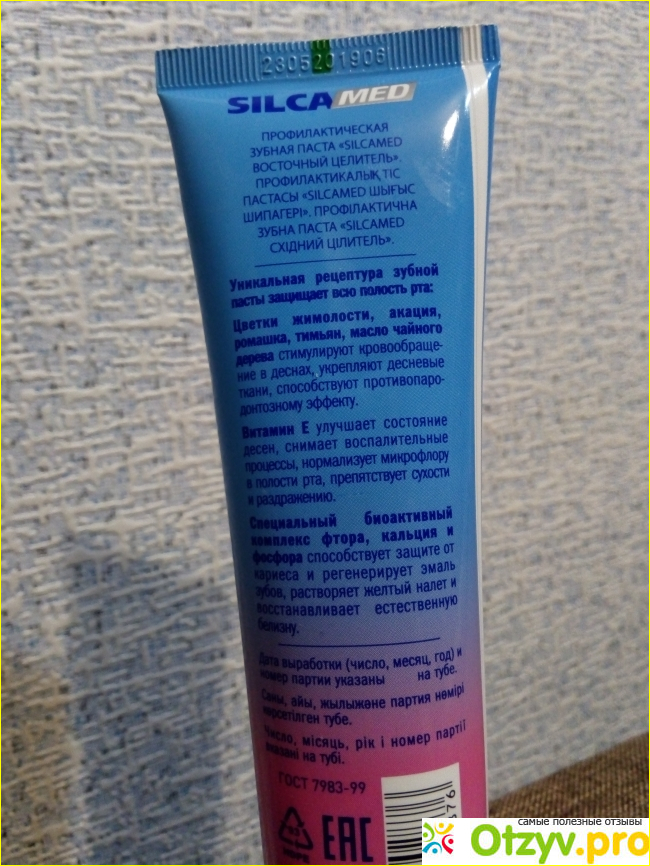 2305201906
SILCAMED
ПРОФИЛАКТИЧЕСКАЯ
ЗУБНАЯ ПАСТА «SILCAMED
ВОСТОЧНЫЙ ЦЕЛИТЕЛЬ».
ПРОФИЛАКТИКАЛЫҚ ТІС
ПАСТАСЫ «SILCAMED ШЫҒЫС
ШИПАГЕРІ». ПРОФІЛАКТИЧНА
ЗУБНА ПАСТА «SILCAMED
СХІДНИЙ ЦІЛИТЕЛЬ».
Уникальная рецептура зубной
пасты защищает всю полость рта:
Цветки жимолости, акация,
ромашка, тимьян, масло чайного
дерева стимулируют кровообраще-
ние в деснах, укрепляют десневые
ткани, способствуют противопаро-
донтозному эффекту.
Витамин Е улучшает состояние
десен, снимает воспалительные
процессы, нормализует микрофлору
в полости рта, препятствует сухости
и раздражению.
Специальный биоактивный
комплекс фтора, кальция и
фосфора способствует защите от
кариеса и регенерирует эмаль
зубов, растворяет желтый налет и
восстанавливает естественную
белизну.
Дата выработки (число, месяц, год) и
номер партии указаны на тубе.
Саны, айы, жылыжәне партия нөмірі
көрсетілген тубе.
Число, місяць, рік і номер партії
вказані на тубі.
ГОСТ 7983-99
EAC
самые полезные отзывы
Otzyv.pro